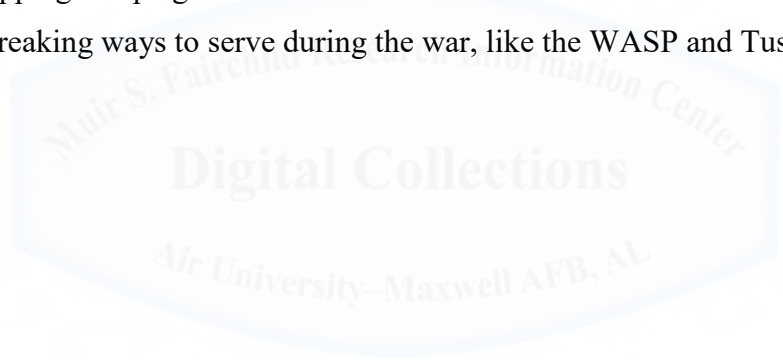 reaking ways to serve during the war, like the WASP and Tus
Muir S. Fairchild Research Information Center
Digital Collections
Air University–Maxwell AFB, AL